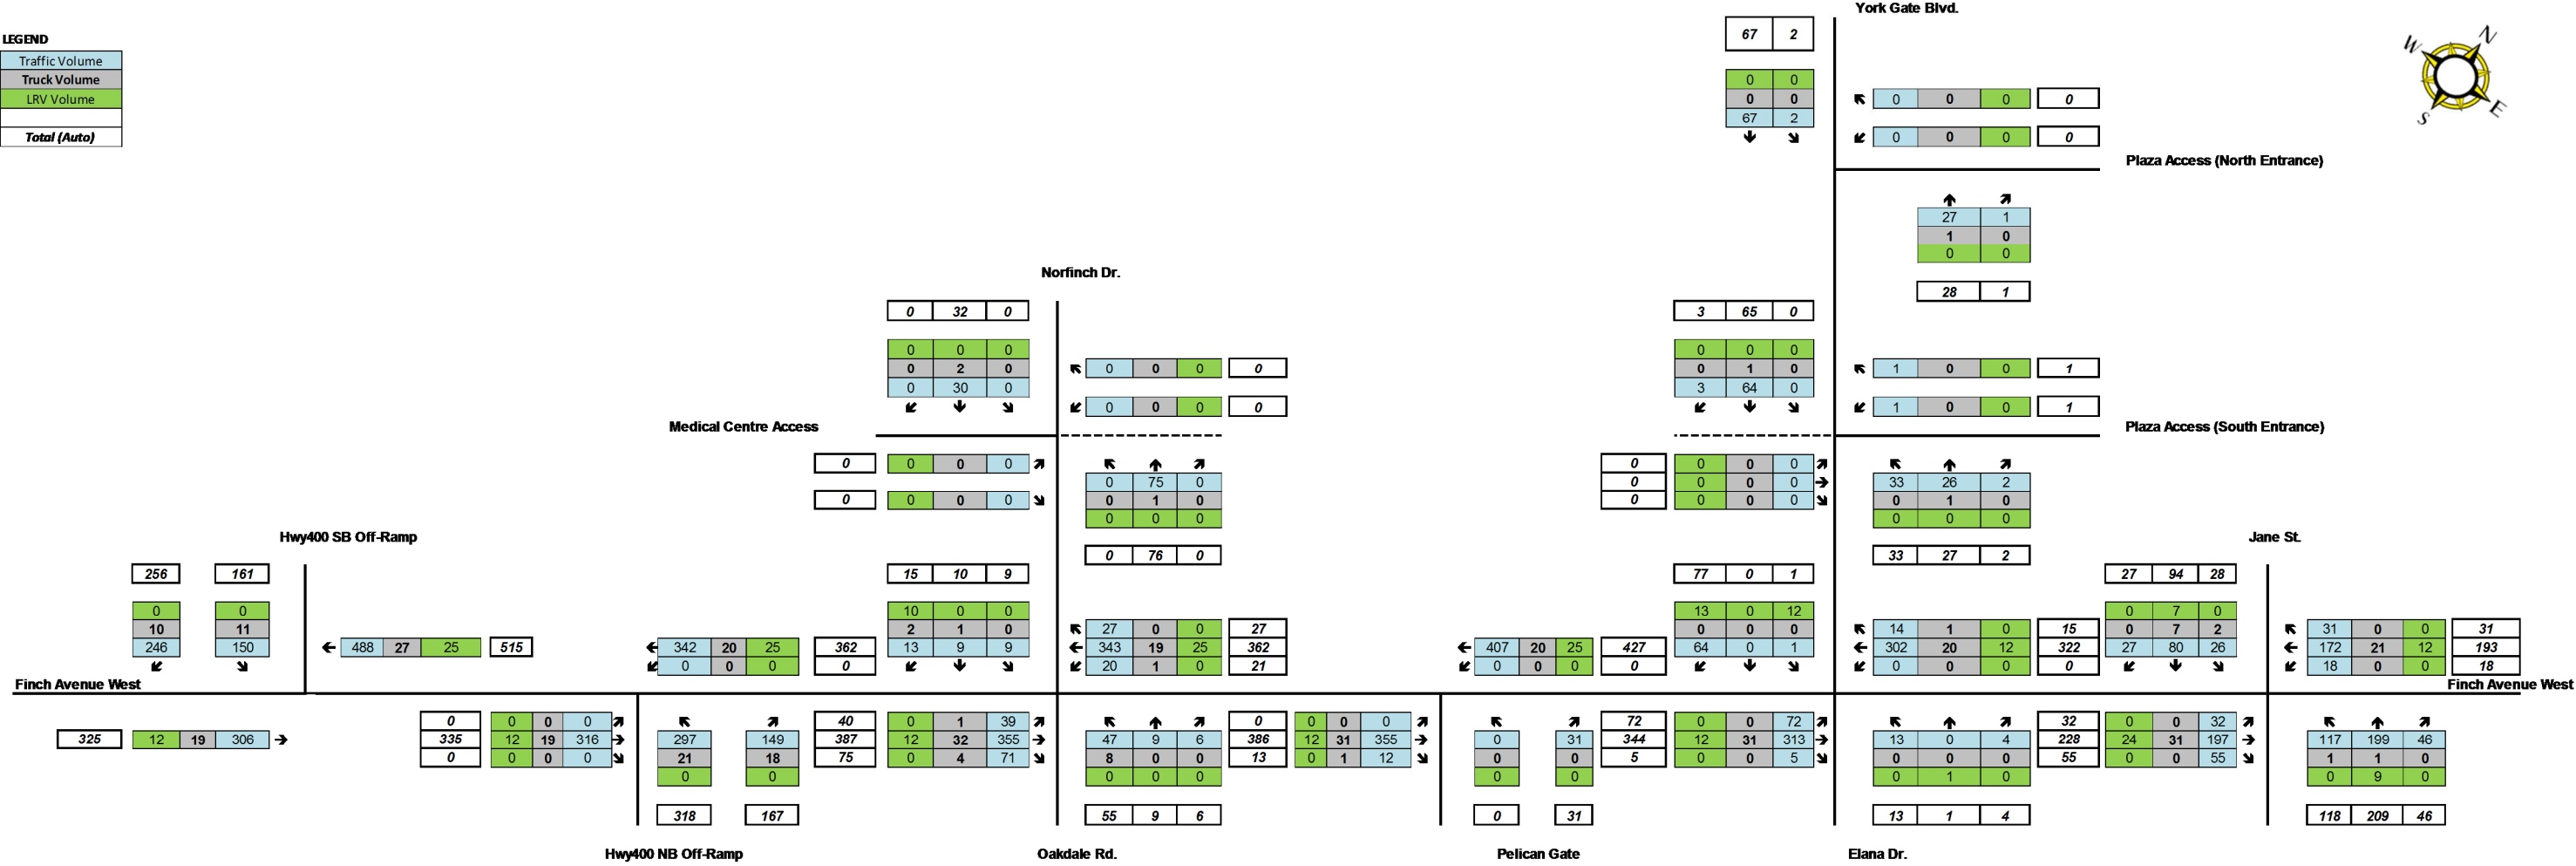 York Gate Blvd.
67 2
LEGEND
Traffic Volume
Truck Volume
LRV Volume
Total (Auto)
N
W
E
S
0 0
0 0
67 2
0 0 0 0
0 0 0 0
Plaza Access (North Entrance)
27 1
1 0
0 0
28 1
Norfinch Dr.
0 32 0
0 0 0
0 2 0
0 30 0
0 0 0 0
0 0 0 0
3 65 0
0 0 0
0 1 0
3 64 0
1 0 0 1
1 0 0 1
Medical Centre Access
Plaza Access (South Entrance)
0 0 0 0
0 0 0 0
0 75 0
0 1 0
0 0 0
0 76 0
0 0 0 0
0 0 0 0
0 0 0 0
33 26 2
0 1 0
0 0 0
33 27 2
Hwy400 SB Off-Ramp
Jane St.
256 161
0 0
10 11
246 150
488 27 25 515
342 20 25 362
0 0 0 0
15 10 9
10 0 0
2 1 0
13 9 9
27 0 0 27
343 19 25 362
20 1 0 21
407 20 25 427
0 0 0 0
77 0 1
13 0 12
0 0 0
64 0 1
14 1 0 15
302 20 12 322
0 0 0 0
27 94 28
0 7 0
0 7 2
27 80 26
31 0 0 31
172 21 12 193
18 0 0 18
Finch Avenue West
Finch Avenue West
325 12 19 306
0 0 0 0
335 12 19 316
0 0 0 0
297 149
21 18
0 0
318 167
40 0 1 39
387 12 32 355
75 0 4 71
47 9 6
8 0 0
0 0 0
55 9 6
0 0 0 0
386 12 31 355
13 0 1 12
0 31
0 0
0 0
0 31
72 0 0 72
344 12 31 313
5 0 0 5
13 0 4
0 0 0
0 1 0
13 1 4
32 0 0 32
228 24 31 197
55 0 0 55
117 199 46
1 1 0
0 9 0
118 209 46
Hwy400 NB Off-Ramp
Oakdale Rd.
Pelican Gate
Elana Dr.